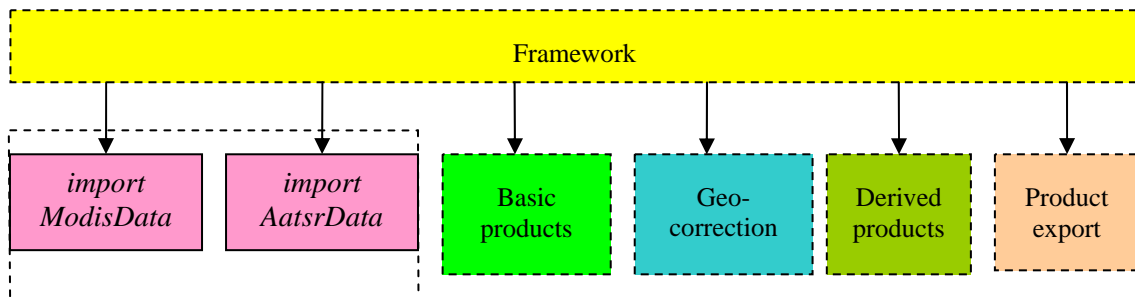 Framework
import
ModisData
import
AatsrData
Basic
products
Geo-
correction
Derived
products
Product
export